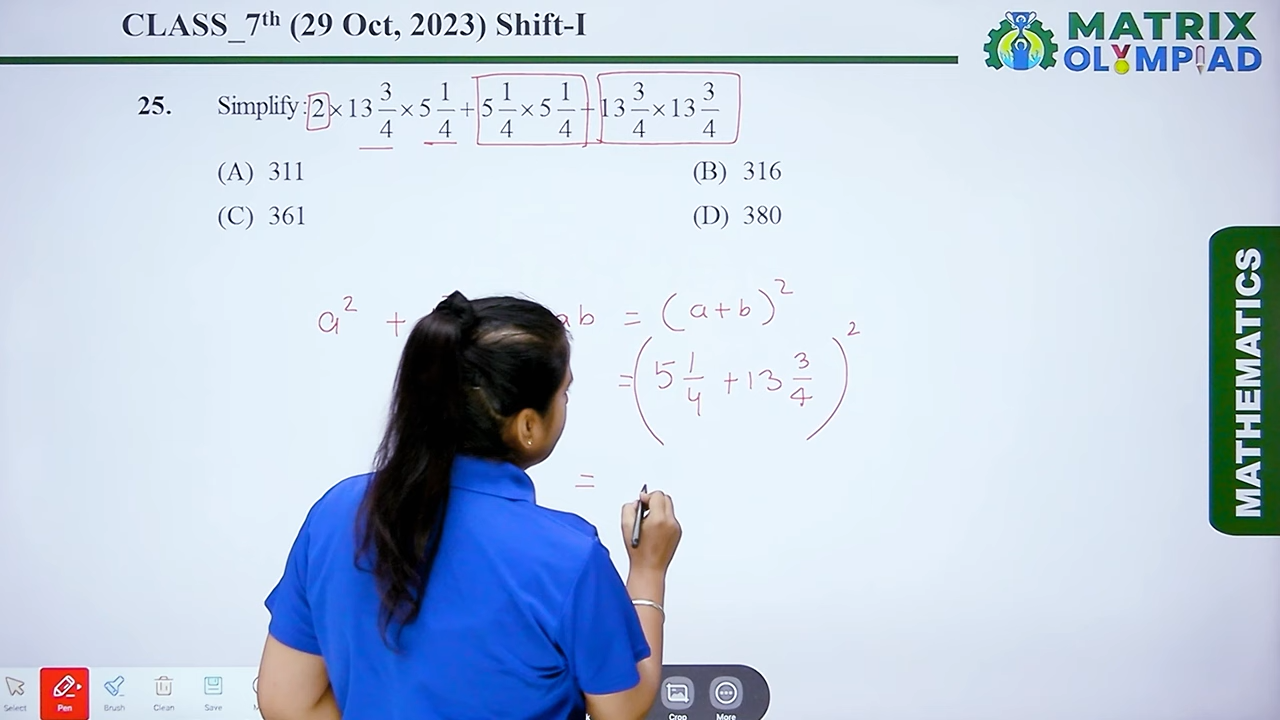 CLASS_7th (29 Oct, 2023) Shift-I
MATRIX
OLYMPIAD
25. Simplify: 2 × 13 3/4 × 5 1/4 + 5 1/4 × 5 1/4 + 13 3/4 × 13 3/4
(A) 311 (B) 316
(C) 361 (D) 380
a² + ab = (a+b)²
= (5 1/4 + 13 3/4)²
=
MATHEMATICS
Select Pen Brush Clean Save Crop More